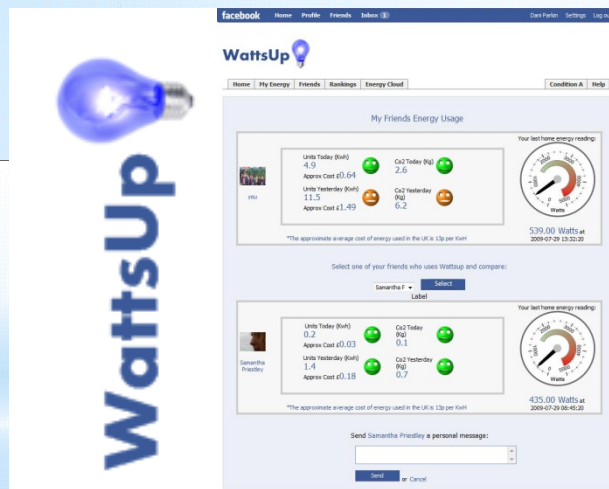 WattsUp
facebook Home Profile Friends Inbox 1 Dan Parkin Settings Log ou
WattsUp
Home My Energy Friends Rankings Energy Cloud Condition A Help
My Friends Energy Usage
Your last home energy reading:
Units Today (Kwh)
4.9
Approx Cost £0.64
Co2 Today (Kg)
2.6
you
Units Yesterday (Kwh)
11.5
Approx Cost £1.49
Co2 Yesterday
(Kg)
6.2
Watts
539.00 Watts at
2009-07-29 13:32:20
*The approximate average cost of energy used in the UK is 13p per KwH
Select one of your friends who uses Wattsup and compare:
Samantha F Select
Label
Your last home energy reading:
Units Today (Kwh)
0.2
Approx Cost £0.03
Co2 Today
(Kg)
0.1
Samantha
Priestley
Units Yesterday (Kwh)
1.4
Approx Cost £0.18
Co2 Yesterday
(Kg)
0.7
Watts
435.00 Watts at
2009-07-29 08:45:20
*The approximate average cost of energy used in the UK is 13p per KwH
Send Samantha Priestley a personal message:
Send or Cancel